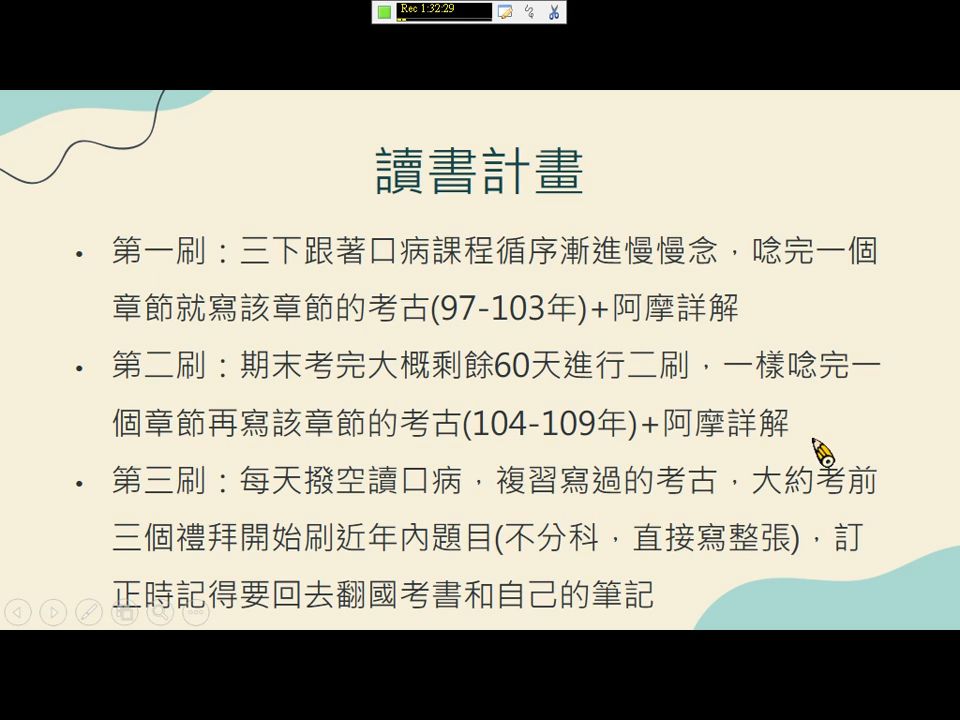 Rec 1:32:29
讀書計畫
• 第一刷：三下跟著口病課程循序漸進慢慢念，唸完一個
章節就寫該章節的考古(97-103年)+阿摩詳解
• 第二刷：期末考完大概剩餘60天進行二刷，一樣唸完一
個章節再寫該章節的考古(104-109年)+阿摩詳解
• 第三刷：每天撥空讀口病，複習寫過的考古，大約考前
三個禮拜開始刷近年內題目(不分科，直接寫整張)，訂
正時記得要回去翻國考書和自己的筆記